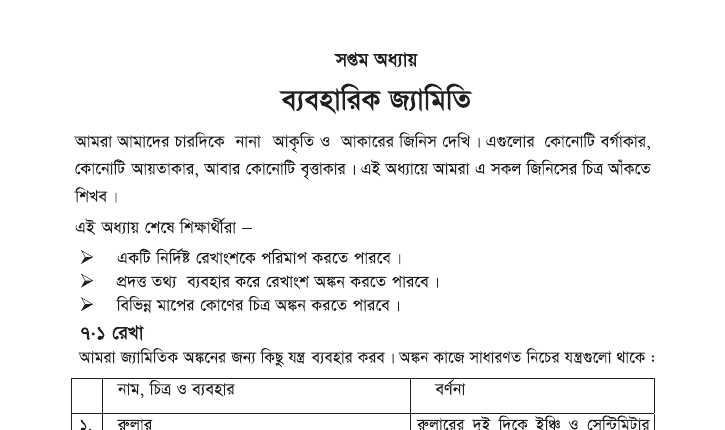 সপ্তম অধ্যায়
ব্যবহারিক জ্যামিতি
আমরা আমাদের চারদিকে নানা আকৃতি ও আকারের জিনিস দেখি । এগুলোর কোনোটি বর্গাকার,
কোনোটি আয়তাকার, আবার কোনোটি বৃত্তাকার । এই অধ্যায়ে আমরা এ সকল জিনিসের চিত্র আঁকতে
শিখব ।
এই অধ্যায় শেষে শিক্ষার্থীরা –
➢ একটি নির্দিষ্ট রেখাংশকে পরিমাপ করতে পারবে ।
➢ প্রদত্ত তথ্য ব্যবহার করে রেখাংশ অঙ্কন করতে পারবে ।
➢ বিভিন্ন মাপের কোণের চিত্র অঙ্কন করতে পারবে ।
৭·১ রেখা
আমরা জ্যামিতিক অঙ্কনের জন্য কিছু যন্ত্র ব্যবহার করব । অঙ্কন কাজে সাধারণত নিচের যন্ত্রগুলো থাকে :
নাম, চিত্র ও ব্যবহার বর্ণনা
১. রুলার রুলারের দুই দিকে ইঞ্চি ও সেন্টিমিটার